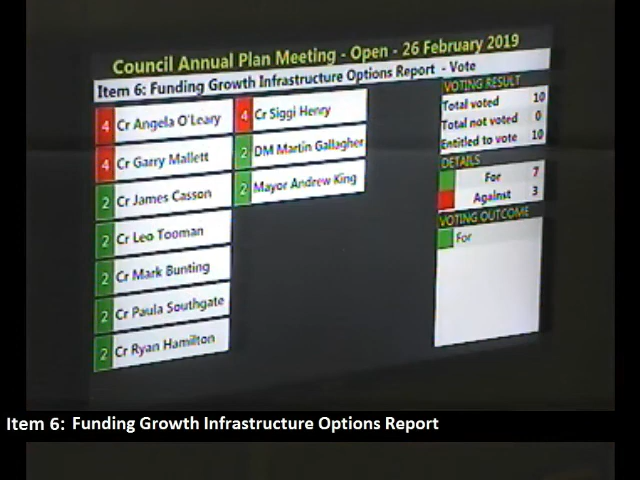 Council Annual Plan Meeting - Open - 26 February 2019
Item 6: Funding Growth Infrastructure Options Report - Vote
4 Cr Angela O'Leary
4 Cr Garry Mallett
2 Cr James Casson
2 Cr Leo Tooman
2 Cr Mark Bunting
2 Cr Paula Southgate
2 Cr Ryan Hamilton
4 Cr Siggi Henry
2 DM Martin Gallagher
2 Mayor Andrew King
VOTING RESULT
Total voted 10
Total not voted 0
Entitled to vote 10
DETAILS
For 7
Against 3
VOTING OUTCOME
For
Item 6: Funding Growth Infrastructure Options Report